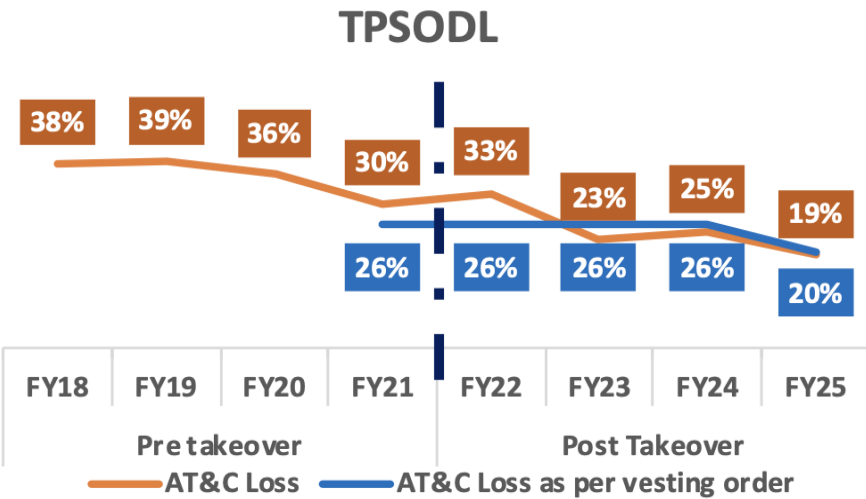 TPSODL
38% 39% 36% 30% 33% 23% 25% 19%
26% 26% 26% 26% 20%
FY18 FY19 FY20 FY21 FY22 FY23 FY24 FY25
Pre takeover Post Takeover
AT&C Loss AT&C Loss as per vesting order